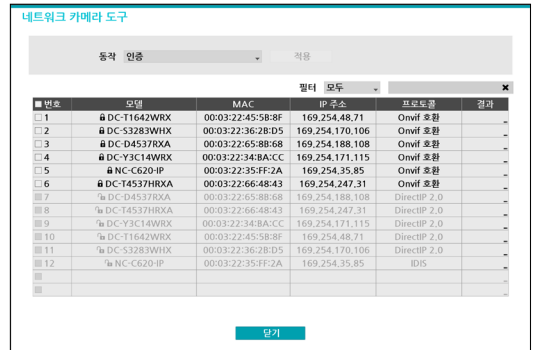 네트워크 카메라 도구
동작 인증 적용
필터 모두
번호 모델 MAC IP 주소 프로토콜 결과
1 DC-T1642WRX 00:03:22:45:5B:8F 169,254,48,71 Onvif 호환
2 DC-S3283WHX 00:03:22:36:2B:D5 169,254,170,106 Onvif 호환
3 DC-D4537RXA 00:03:22:65:8B:68 169,254,188,108 Onvif 호환
4 DC-Y3C14WRX 00:03:22:34:BA:CC 169,254,171,115 Onvif 호환
5 NC-C620-IP 00:03:22:35:FF:2A 169,254,35,85 Onvif 호환
6 DC-T4537HRXA 00:03:22:66:48:43 169,254,247,31 Onvif 호환
7 DC-D4537RXA 00:03:22:65:8B:68 169,254,188,108 DirectIP 2,0
8 DC-T4537HRXA 00:03:22:66:48:43 169,254,247,31 DirectIP 2,0
9 DC-Y3C14WRX 00:03:22:34:BA:CC 169,254,171,115 DirectIP 2,0
10 DC-T1642WRX 00:03:22:45:5B:8F 169,254,48,71 DirectIP 2,0
11 DC-S3283WHX 00:03:22:36:2B:D5 169,254,170,106 DirectIP 2,0
12 NC-C620-IP 00:03:22:35:FF:2A 169,254,35,85 IDIS
닫기